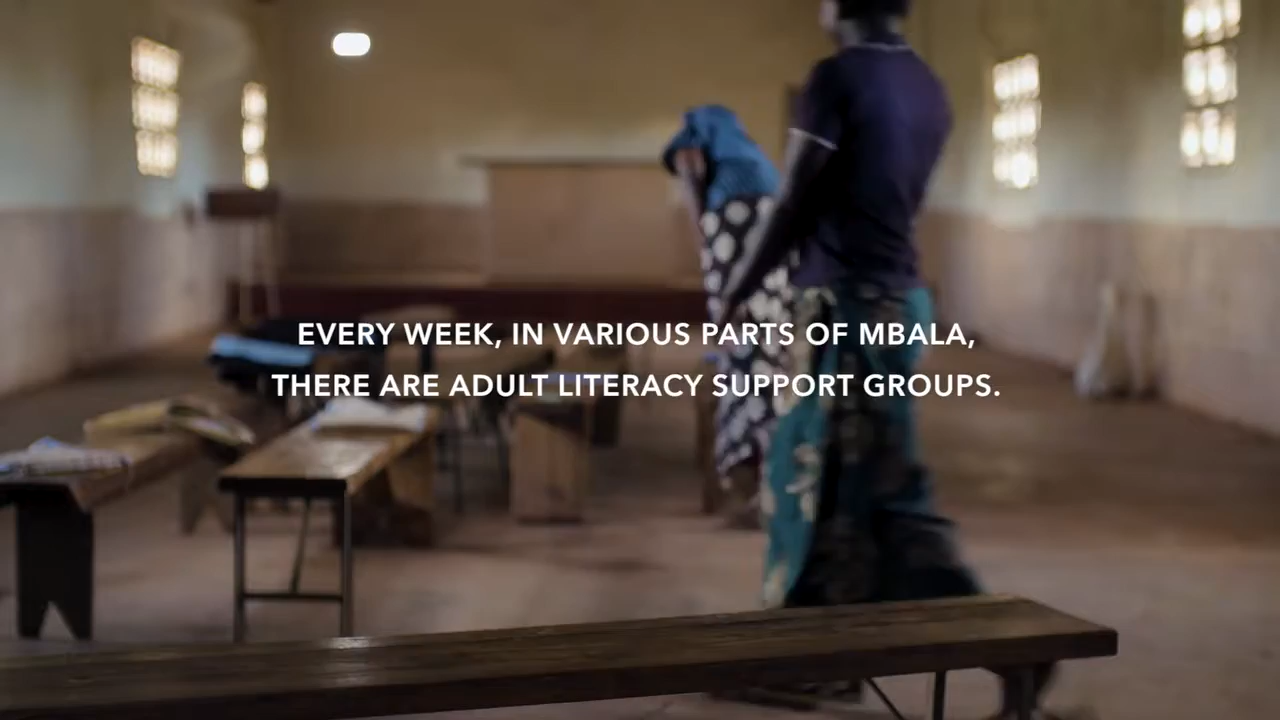 EVERY WEEK, IN VARIOUS PARTS OF MBALA,
THERE ARE ADULT LITERACY SUPPORT GROUPS.